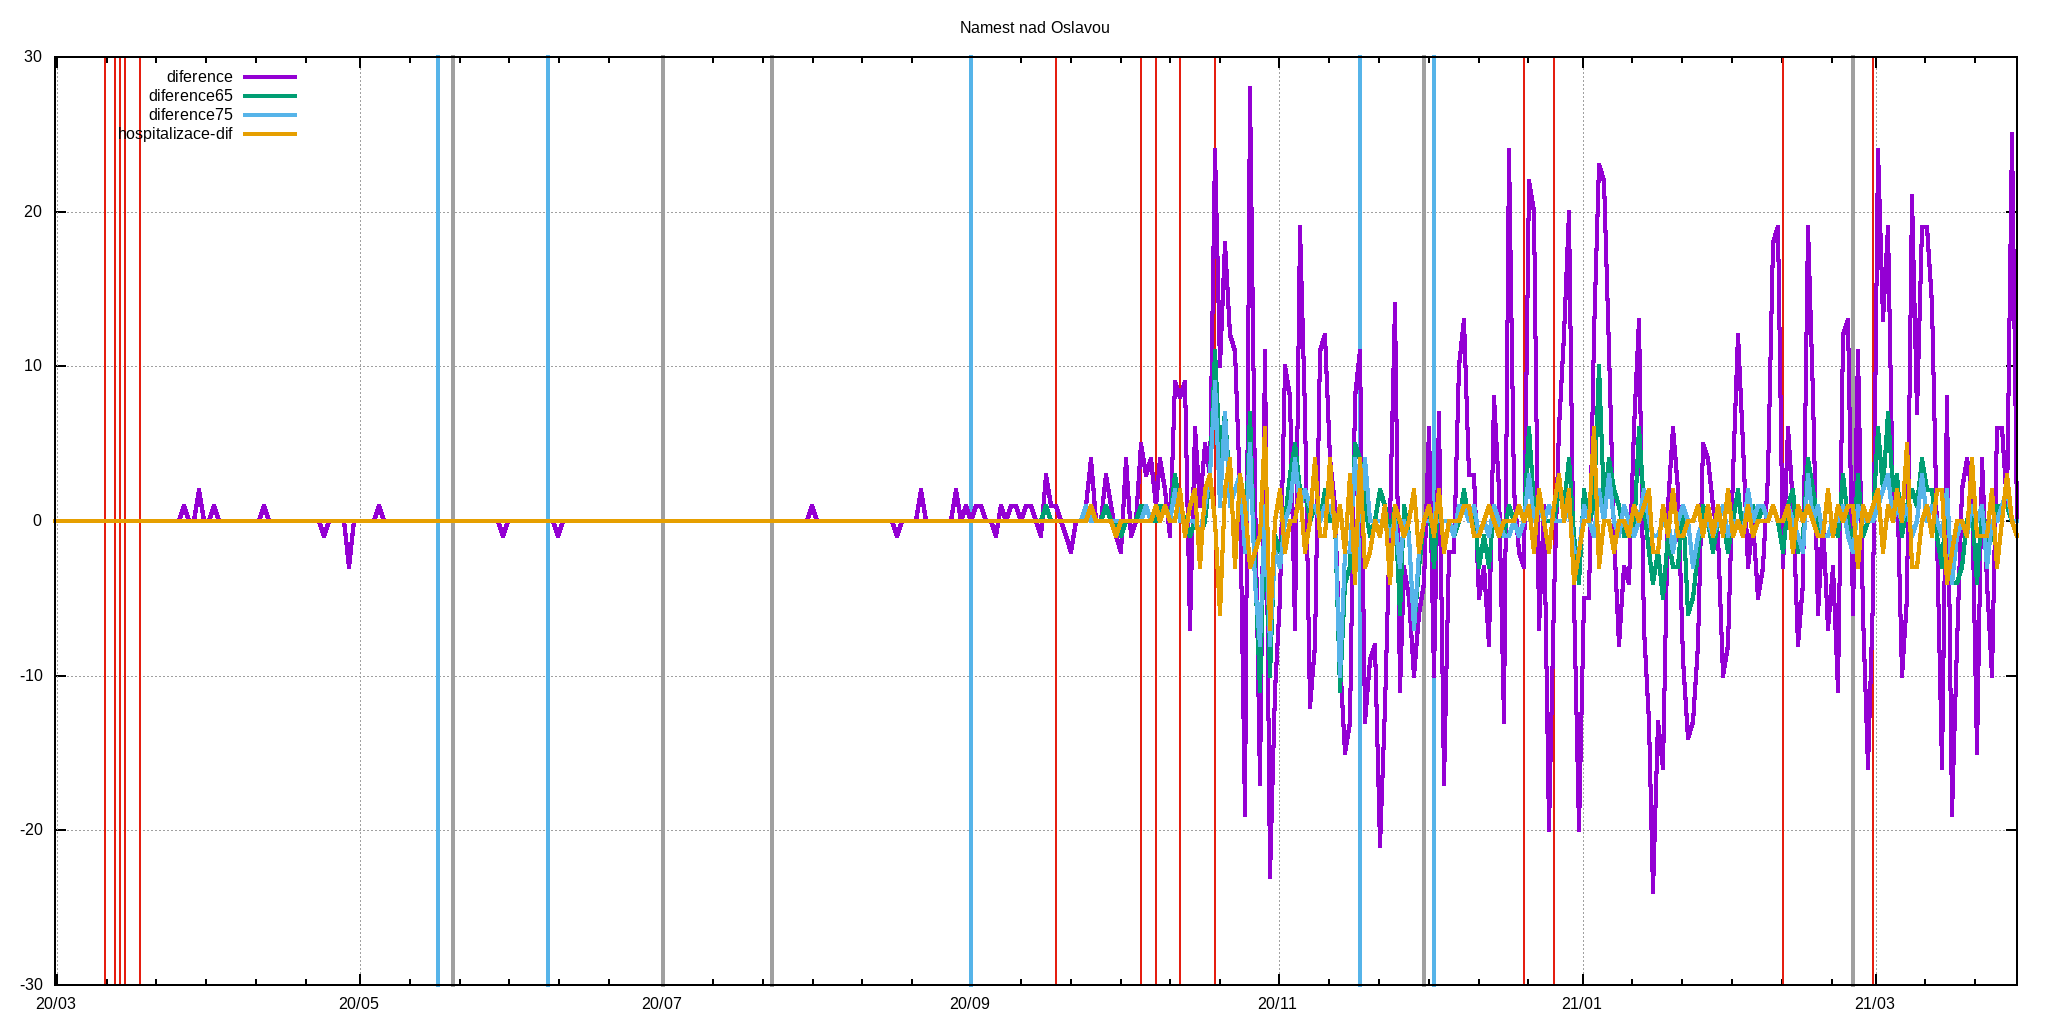 Namest nad Oslavou
30
diference
diference65
diference75
hospitalizace-dif
20
10
0
-10
-20
-30
20/03 20/05 20/07 20/09 20/11 21/01 21/03